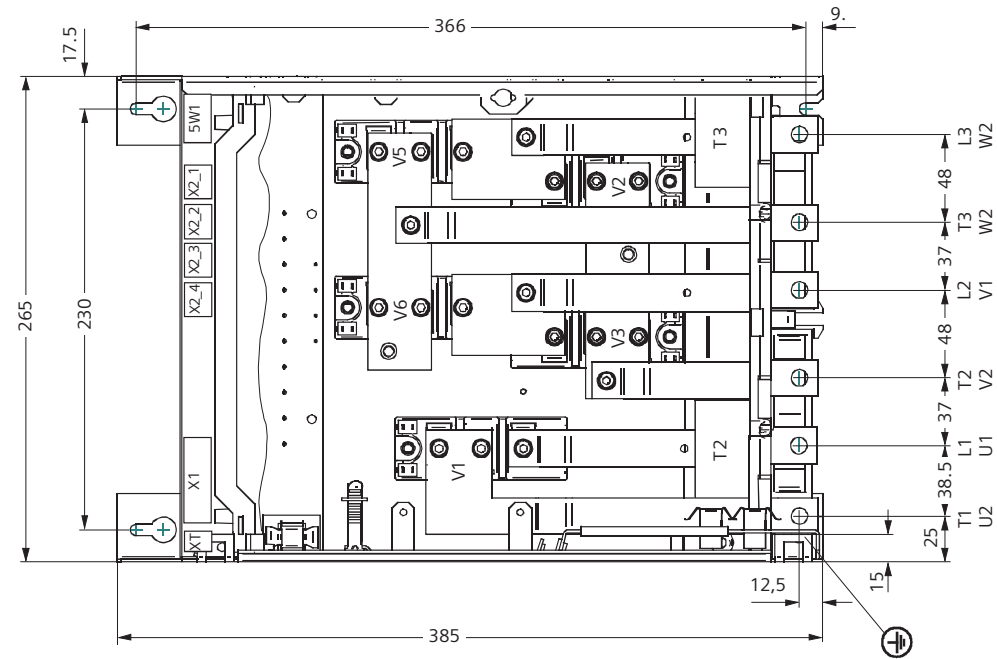 366
9.
17.5
265
230
5W1
X2_1
X2_2
X2_3
X2_4
X1
XT
V5
V2
V6
V3
V1
T3
T2
L3
W2
48
T3
W2
37
L2
V1
48
T2
V2
37
L1
U1
38.5
T1
U2
25
15
12,5
385